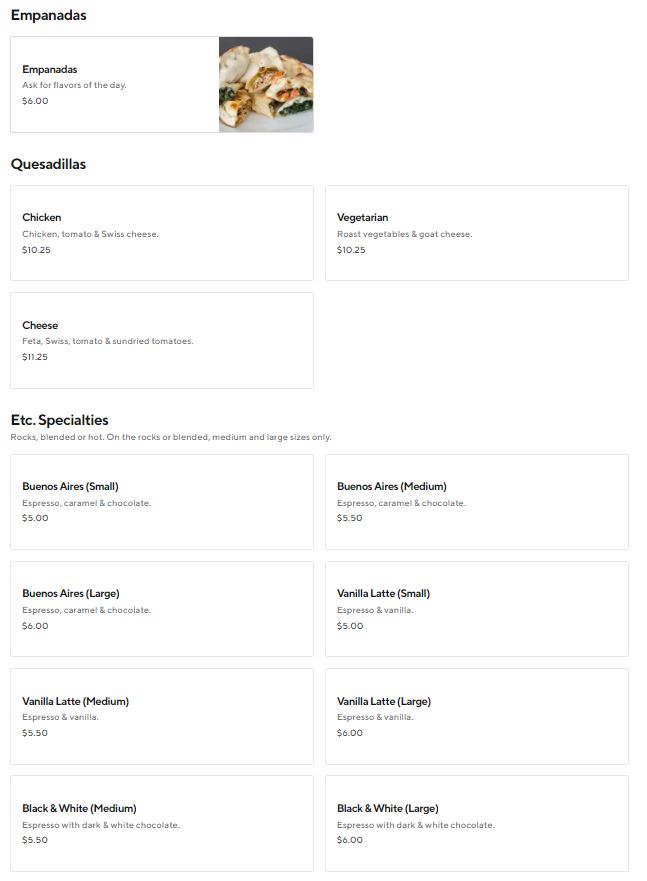 Empanadas
Empanadas
Ask for flavors of the day.
$6.00
Quesadillas
Chicken
Chicken, tomato & Swiss cheese.
$10.25
Vegetarian
Roast vegetables & goat cheese.
$10.25
Cheese
Feta, Swiss, tomato & sundried tomatoes.
$11.25
Etc. Specialties
Rocks, blended or hot. On the rocks or blended, medium and large sizes only.
Buenos Aires (Small)
Espresso, caramel & chocolate.
$5.00
Buenos Aires (Medium)
Espresso, caramel & chocolate.
$5.50
Buenos Aires (Large)
Espresso, caramel & chocolate.
$6.00
Vanilla Latte (Small)
Espresso & vanilla.
$5.00
Vanilla Latte (Medium)
Espresso & vanilla.
$5.50
Vanilla Latte (Large)
Espresso & vanilla.
$6.00
Black & White (Medium)
Espresso with dark & white chocolate.
$5.50
Black & White (Large)
Espresso with dark & white chocolate.
$6.00